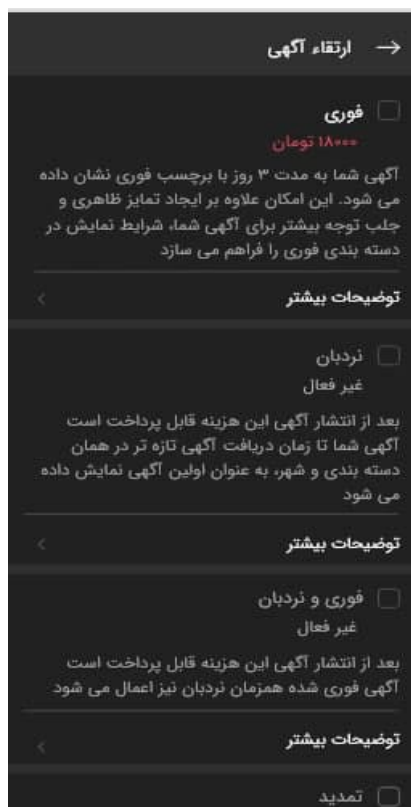 ارتقاء آگهی
فوری
۱۸۰۰۰ تومان
آگهی شما به مدت ۳ روز با برچسب فوری نشان داده
می شود. این امکان علاوه بر ایجاد تمایز ظاهری و
جلب توجه بیشتر برای آگهی شما، شرایط نمایش در
دسته بندی فوری را فراهم می سازد
توضیحات بیشتر
نردبان
غیر فعال
بعد از انتشار آگهی این هزینه قابل پرداخت است
آگهی شما تا زمان دریافت آگهی تازه تر در همان
دسته بندی و شهر، به عنوان اولین آگهی نمایش داده
می شود
توضیحات بیشتر
فوری و نردبان
غیر فعال
بعد از انتشار آگهی این هزینه قابل پرداخت است
آگهی فوری شده همزمان نردبان نیز اعمال می شود
توضیحات بیشتر
تمدید